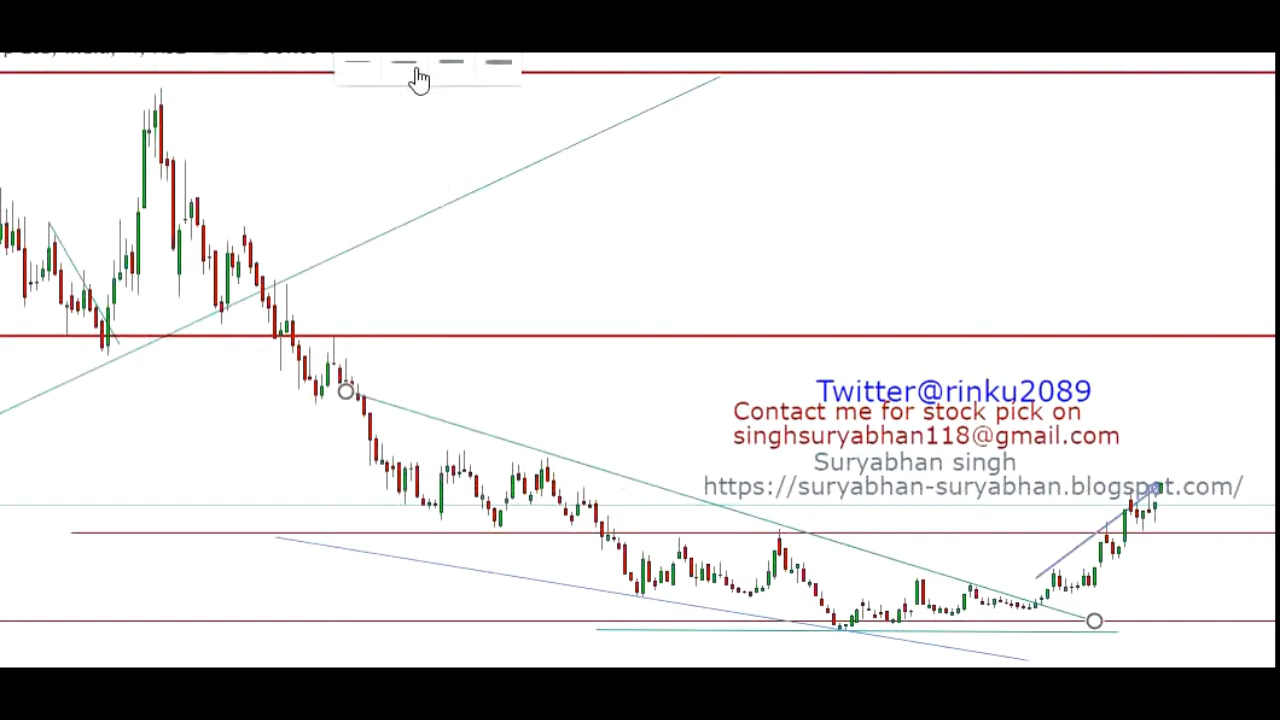 Twitter@rinku2089
Contact me for stock pick on
singhsuryabhan118@gmail.com
Suryabhan singh
https://suryabhan-suryabhan.blogspot.com/